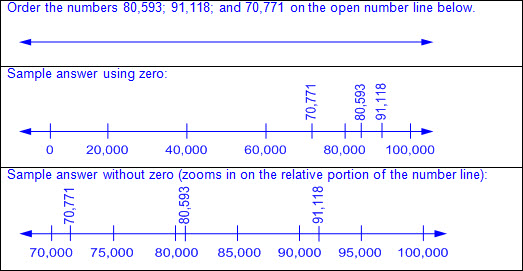 Order the numbers 80,593; 91,118; and 70,771 on the open number line below.
Sample answer using zero:
70,771 80,593 91,118
0 20,000 40,000 60,000 80,000 100,000
Sample answer without zero (zooms in on the relative portion of the number line):
70,771 80,593 91,118
70,000 75,000 80,000 85,000 90,000 95,000 100,000